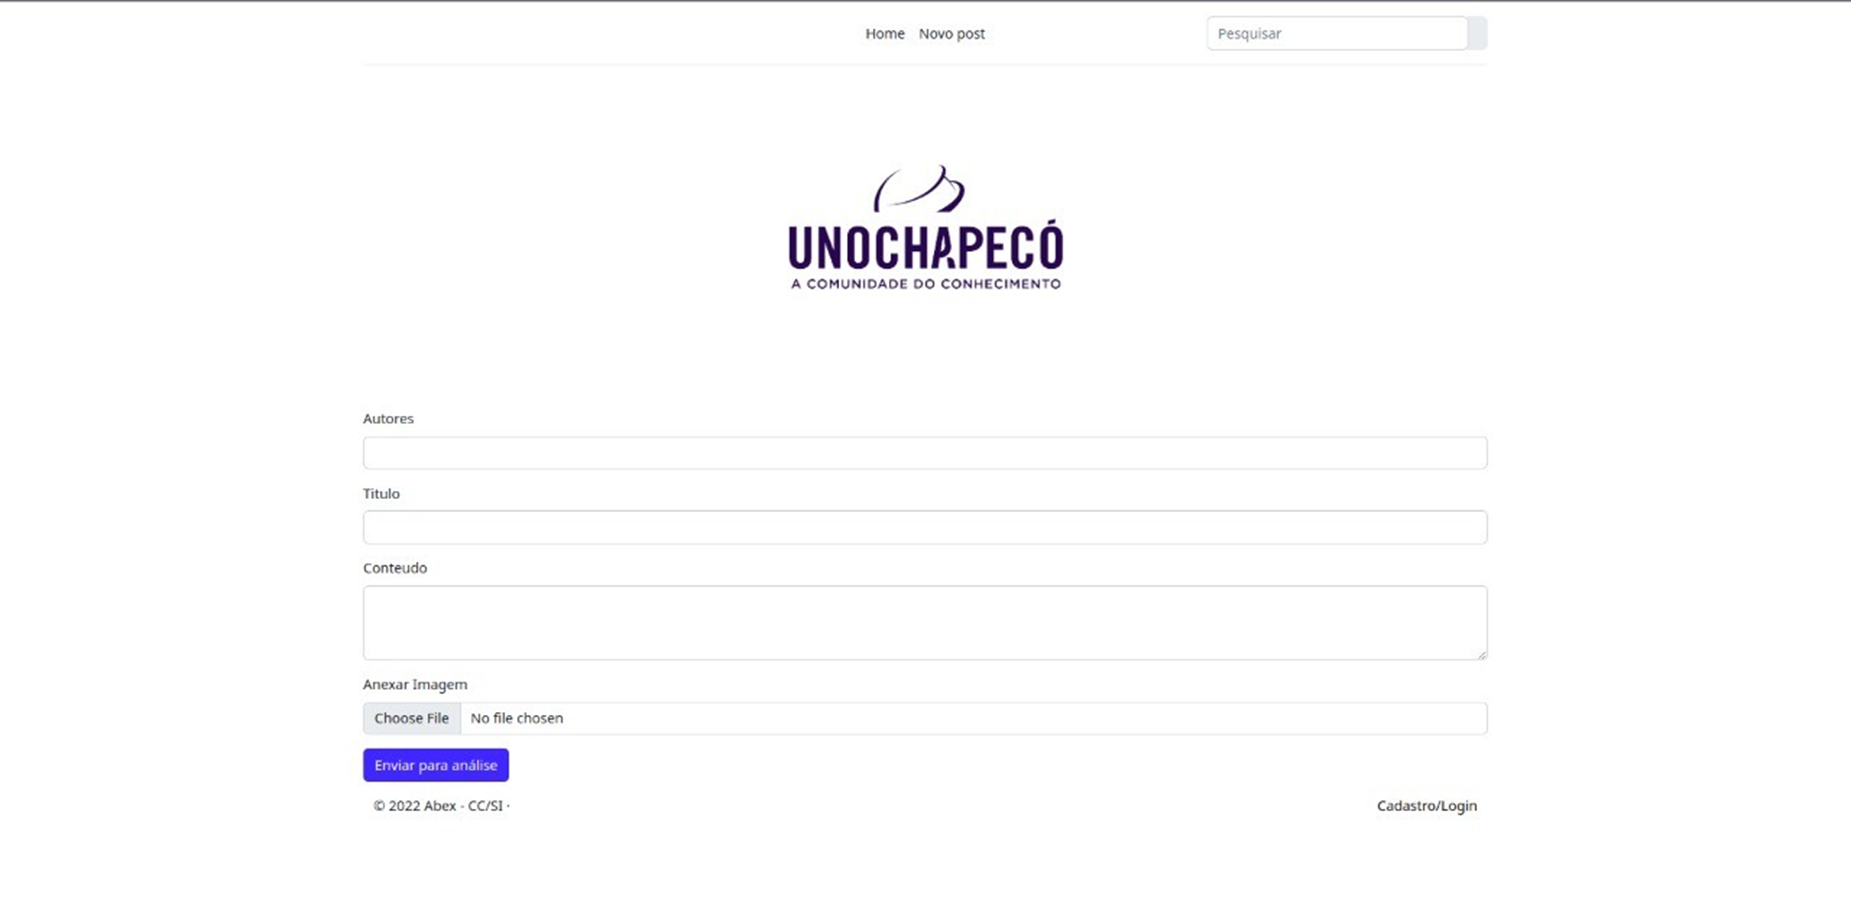 Home Novo post Pesquisar
UNOCHAPECÓ
A COMUNIDADE DO CONHECIMENTO
Autores
Titulo
Conteudo
Anexar Imagem
Choose File No file chosen
Enviar para análise
© 2022 Abex - CC/SI · Cadastro/Login